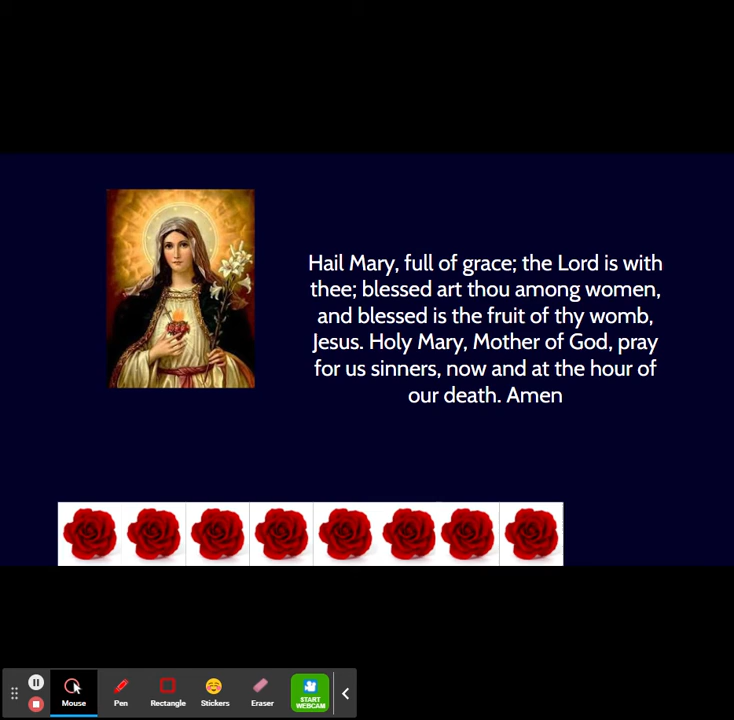 Hail Mary, full of grace; the Lord is with
thee; blessed art thou among women,
and blessed is the fruit of thy womb,
Jesus. Holy Mary, Mother of God, pray
for us sinners, now and at the hour of
our death. Amen
Mouse
Pen
Rectangle
Stickers
Eraser
START
WEBCAM